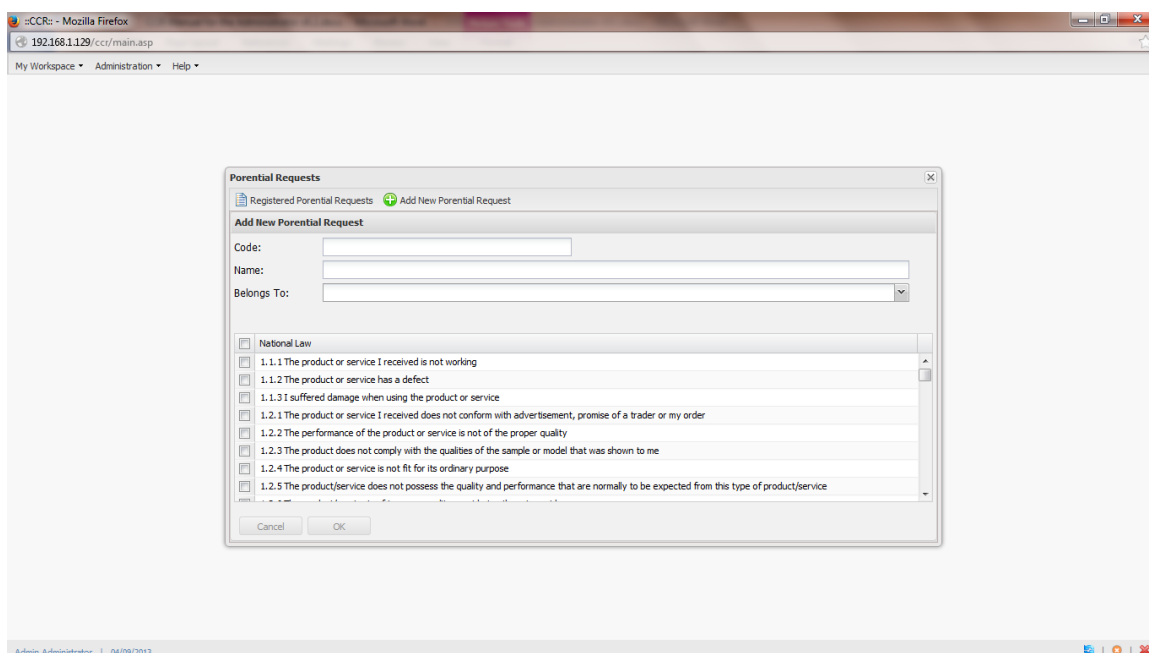 ::CCR:: - Mozilla Firefox
192.168.1.129/ccr/main.asp
My Workspace Administration Help
Porential Requests
Registered Porential Requests Add New Porential Request
Add New Porential Request
Code:
Name:
Belongs To:
National Law
1.1.1 The product or service I received is not working
1.1.2 The product or service has a defect
1.1.3 I suffered damage when using the product or service
1.2.1 The product or service I received does not conform with advertisement, promise of a trader or my order
1.2.2 The performance of the product or service is not of the proper quality
1.2.3 The product does not comply with the qualities of the sample or model that was shown to me
1.2.4 The product or service is not fit for its ordinary purpose
1.2.5 The product/service does not possess the quality and performance that are normally to be expected from this type of product/service
Cancel OK
Admin Administrator | 04/09/2013